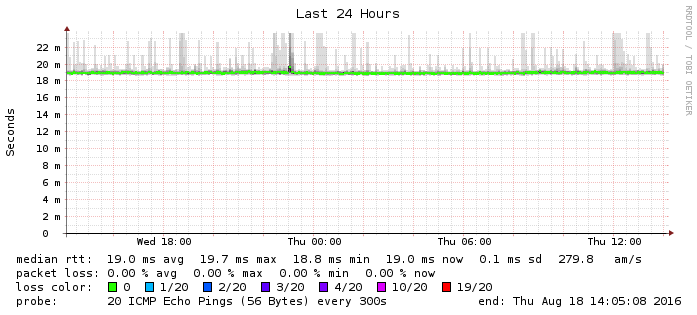 Last 24 Hours
RRDTOOL / TOBI OETIKER
Seconds
22 m
20 m
18 m
16 m
14 m
12 m
10 m
8 m
6 m
4 m
2 m
0
Wed 18:00 Thu 00:00 Thu 06:00 Thu 12:00
median rtt: 19.0 ms avg 19.7 ms max 18.8 ms min 19.0 ms now 0.1 ms sd 279.8 am/s
packet loss: 0.00 % avg 0.00 % max 0.00 % min 0.00 % now
loss color: 0 1/20 2/20 3/20 4/20 10/20 19/20
probe: 20 ICMP Echo Pings (56 Bytes) every 300s end: Thu Aug 18 14:05:08 2016